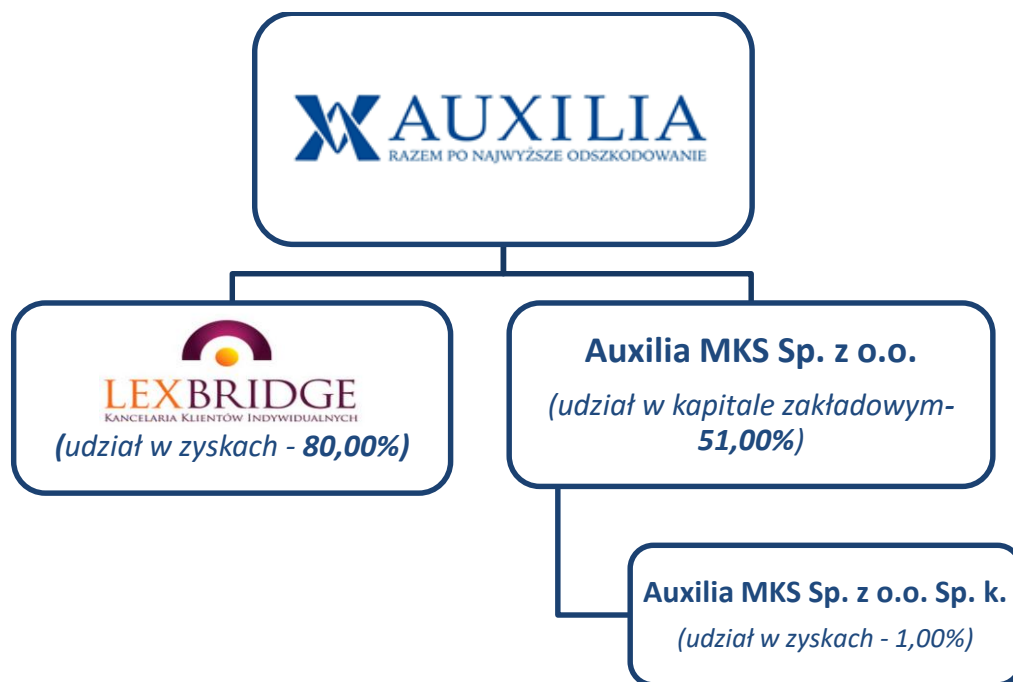 AUXILIA
RAZEM PO NAJWYŻSZE ODSZKODOWANIE
LEXBRIDGE
KANCELARIA KLIENTÓW INDYWIDUALNYCH
(udział w zyskach - 80,00%)
Auxilia MKS Sp. z o.o.
(udział w kapitale zakładowym-
51,00%)
Auxilia MKS Sp. z o.o. Sp. k.
(udział w zyskach - 1,00%)